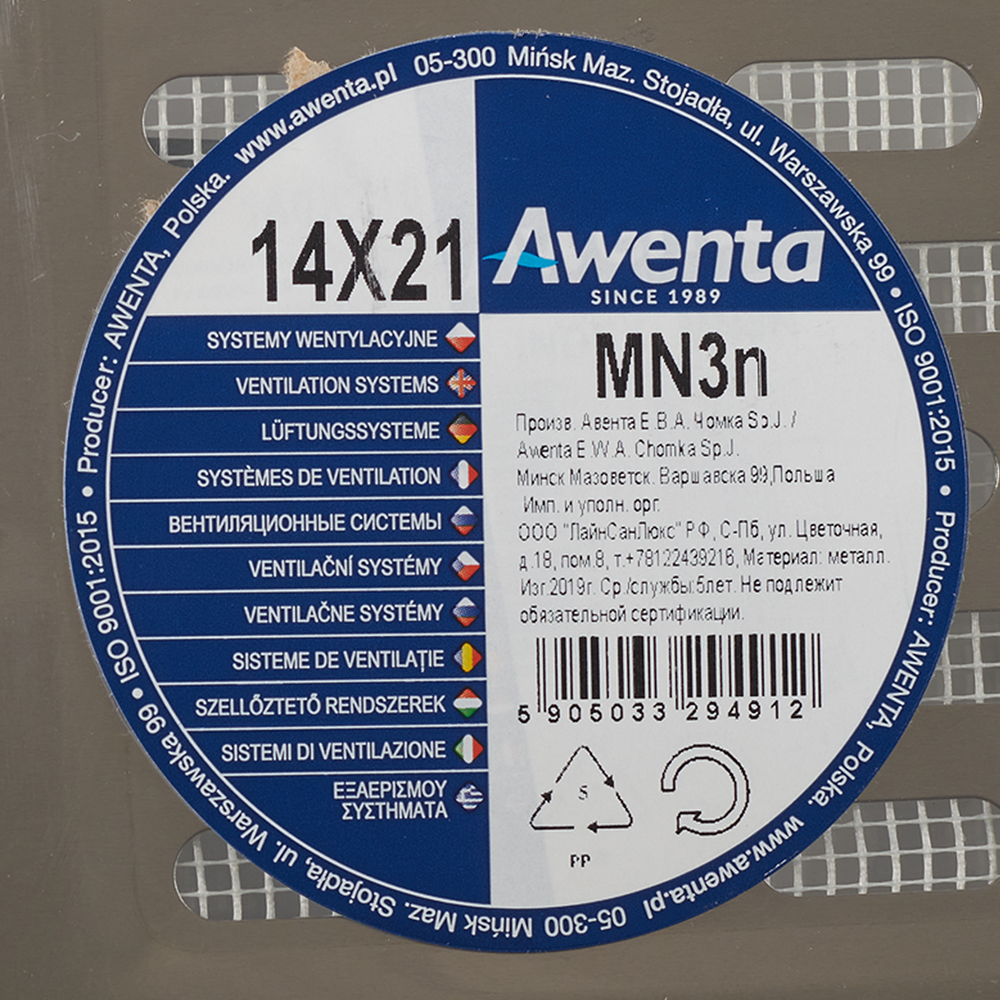 • Producer: AWENTA, Polska. www.awenta.pl 05-300 Mińsk Maz. Stojadła, ul. Warszawska 99 • ISO 9001:2015
• Producer: AWENTA, Polska. www.awenta.pl 05-300 Mińsk Maz. Stojadła, ul. Warszawska 99 • ISO 9001:2015
14X21
Awenta
SINCE 1989
SYSTEMY WENTYLACYJNE
VENTILATION SYSTEMS
LÜFTUNGSSYSTEME
SYSTÈMES DE VENTILATION
ВЕНТИЛЯЦИОННЫЕ СИСТЕМЫ
VENTILAČNÍ SYSTÉMY
VENTILAČNE SYSTÉMY
SISTEME DE VENTILAȚIE
SZELLŐZTETŐ RENDSZEREK
SISTEMI DI VENTILAZIONE
ΕΞΑΕΡΙΣΜΟΥ
ΣΥΣΤΗΜΑΤΑ
MN3n
Произв. Авента Е.В.А. Чомка Sp.J. /
Awenta E.W.A. Chomka Sp.J.
Минск Мазоветск. Варшавска 99,Польша
Имп. и уполн. орг.
ООО "ЛайнСанЛюкс" РФ, С-Пб, ул. Цветочная,
д.18, пом.8, т.+78122439216, Материал: металл.
Изг.2019г. Ср./службы:5лет. Не подлежит
обязательной сертификации.
5 905033 294912
5
PP